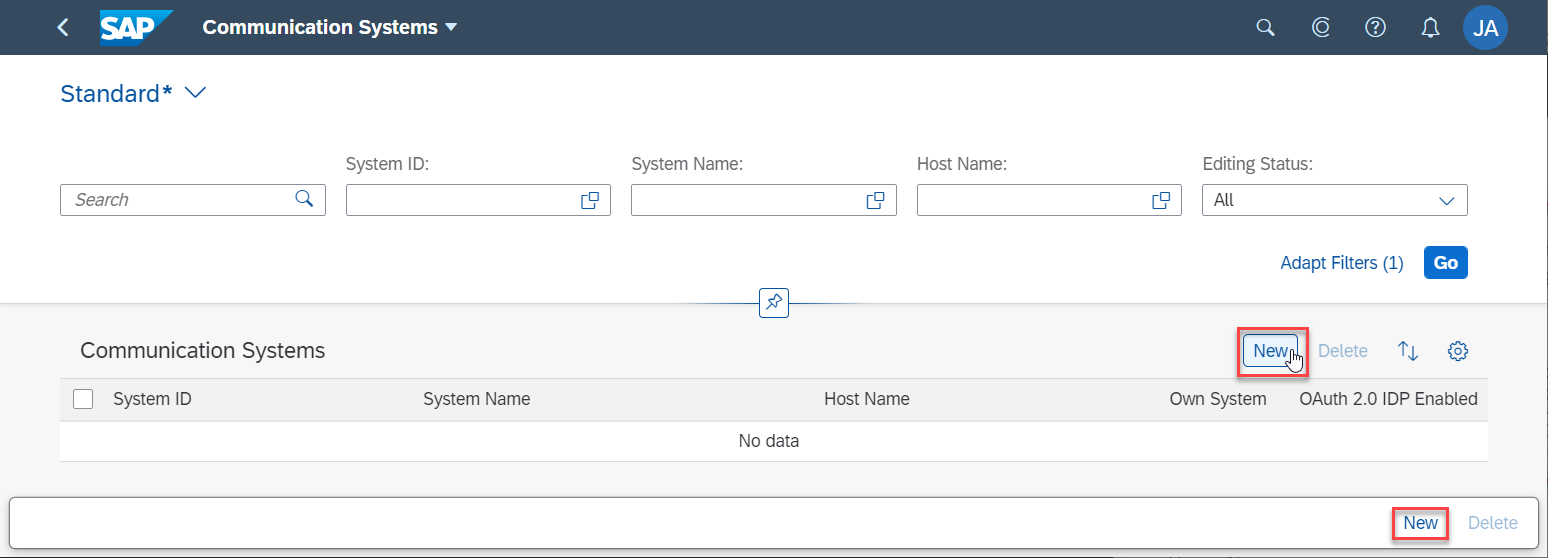 SAP Communication Systems JA
Standard*
System ID: System Name: Host Name: Editing Status:
Search All
Adapt Filters (1) Go
Communication Systems New Delete
System ID System Name Host Name Own System OAuth 2.0 IDP Enabled
No data
New Delete